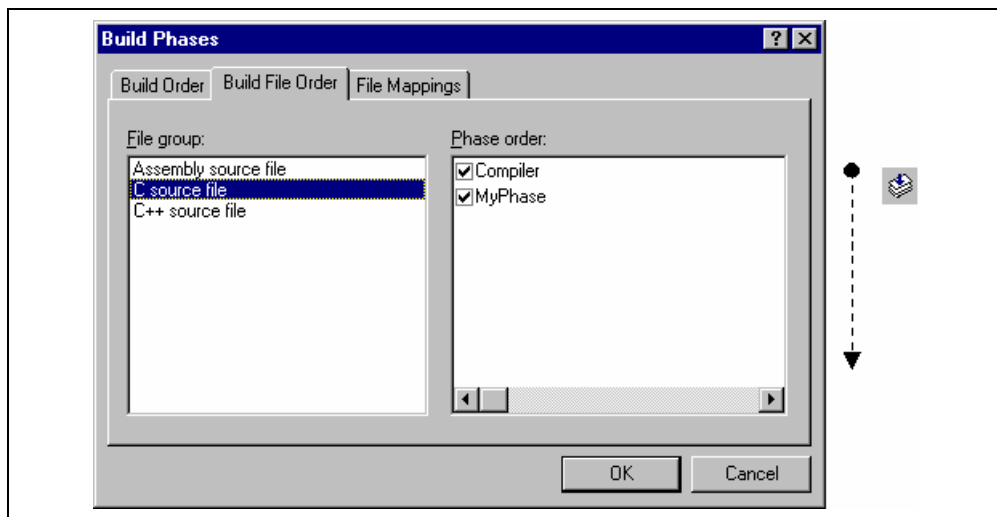 Build Phases
Build Order
Build File Order
File Mappings
File group:
Assembly source file
C source file
C++ source file
Phase order:
Compiler
MyPhase
OK
Cancel